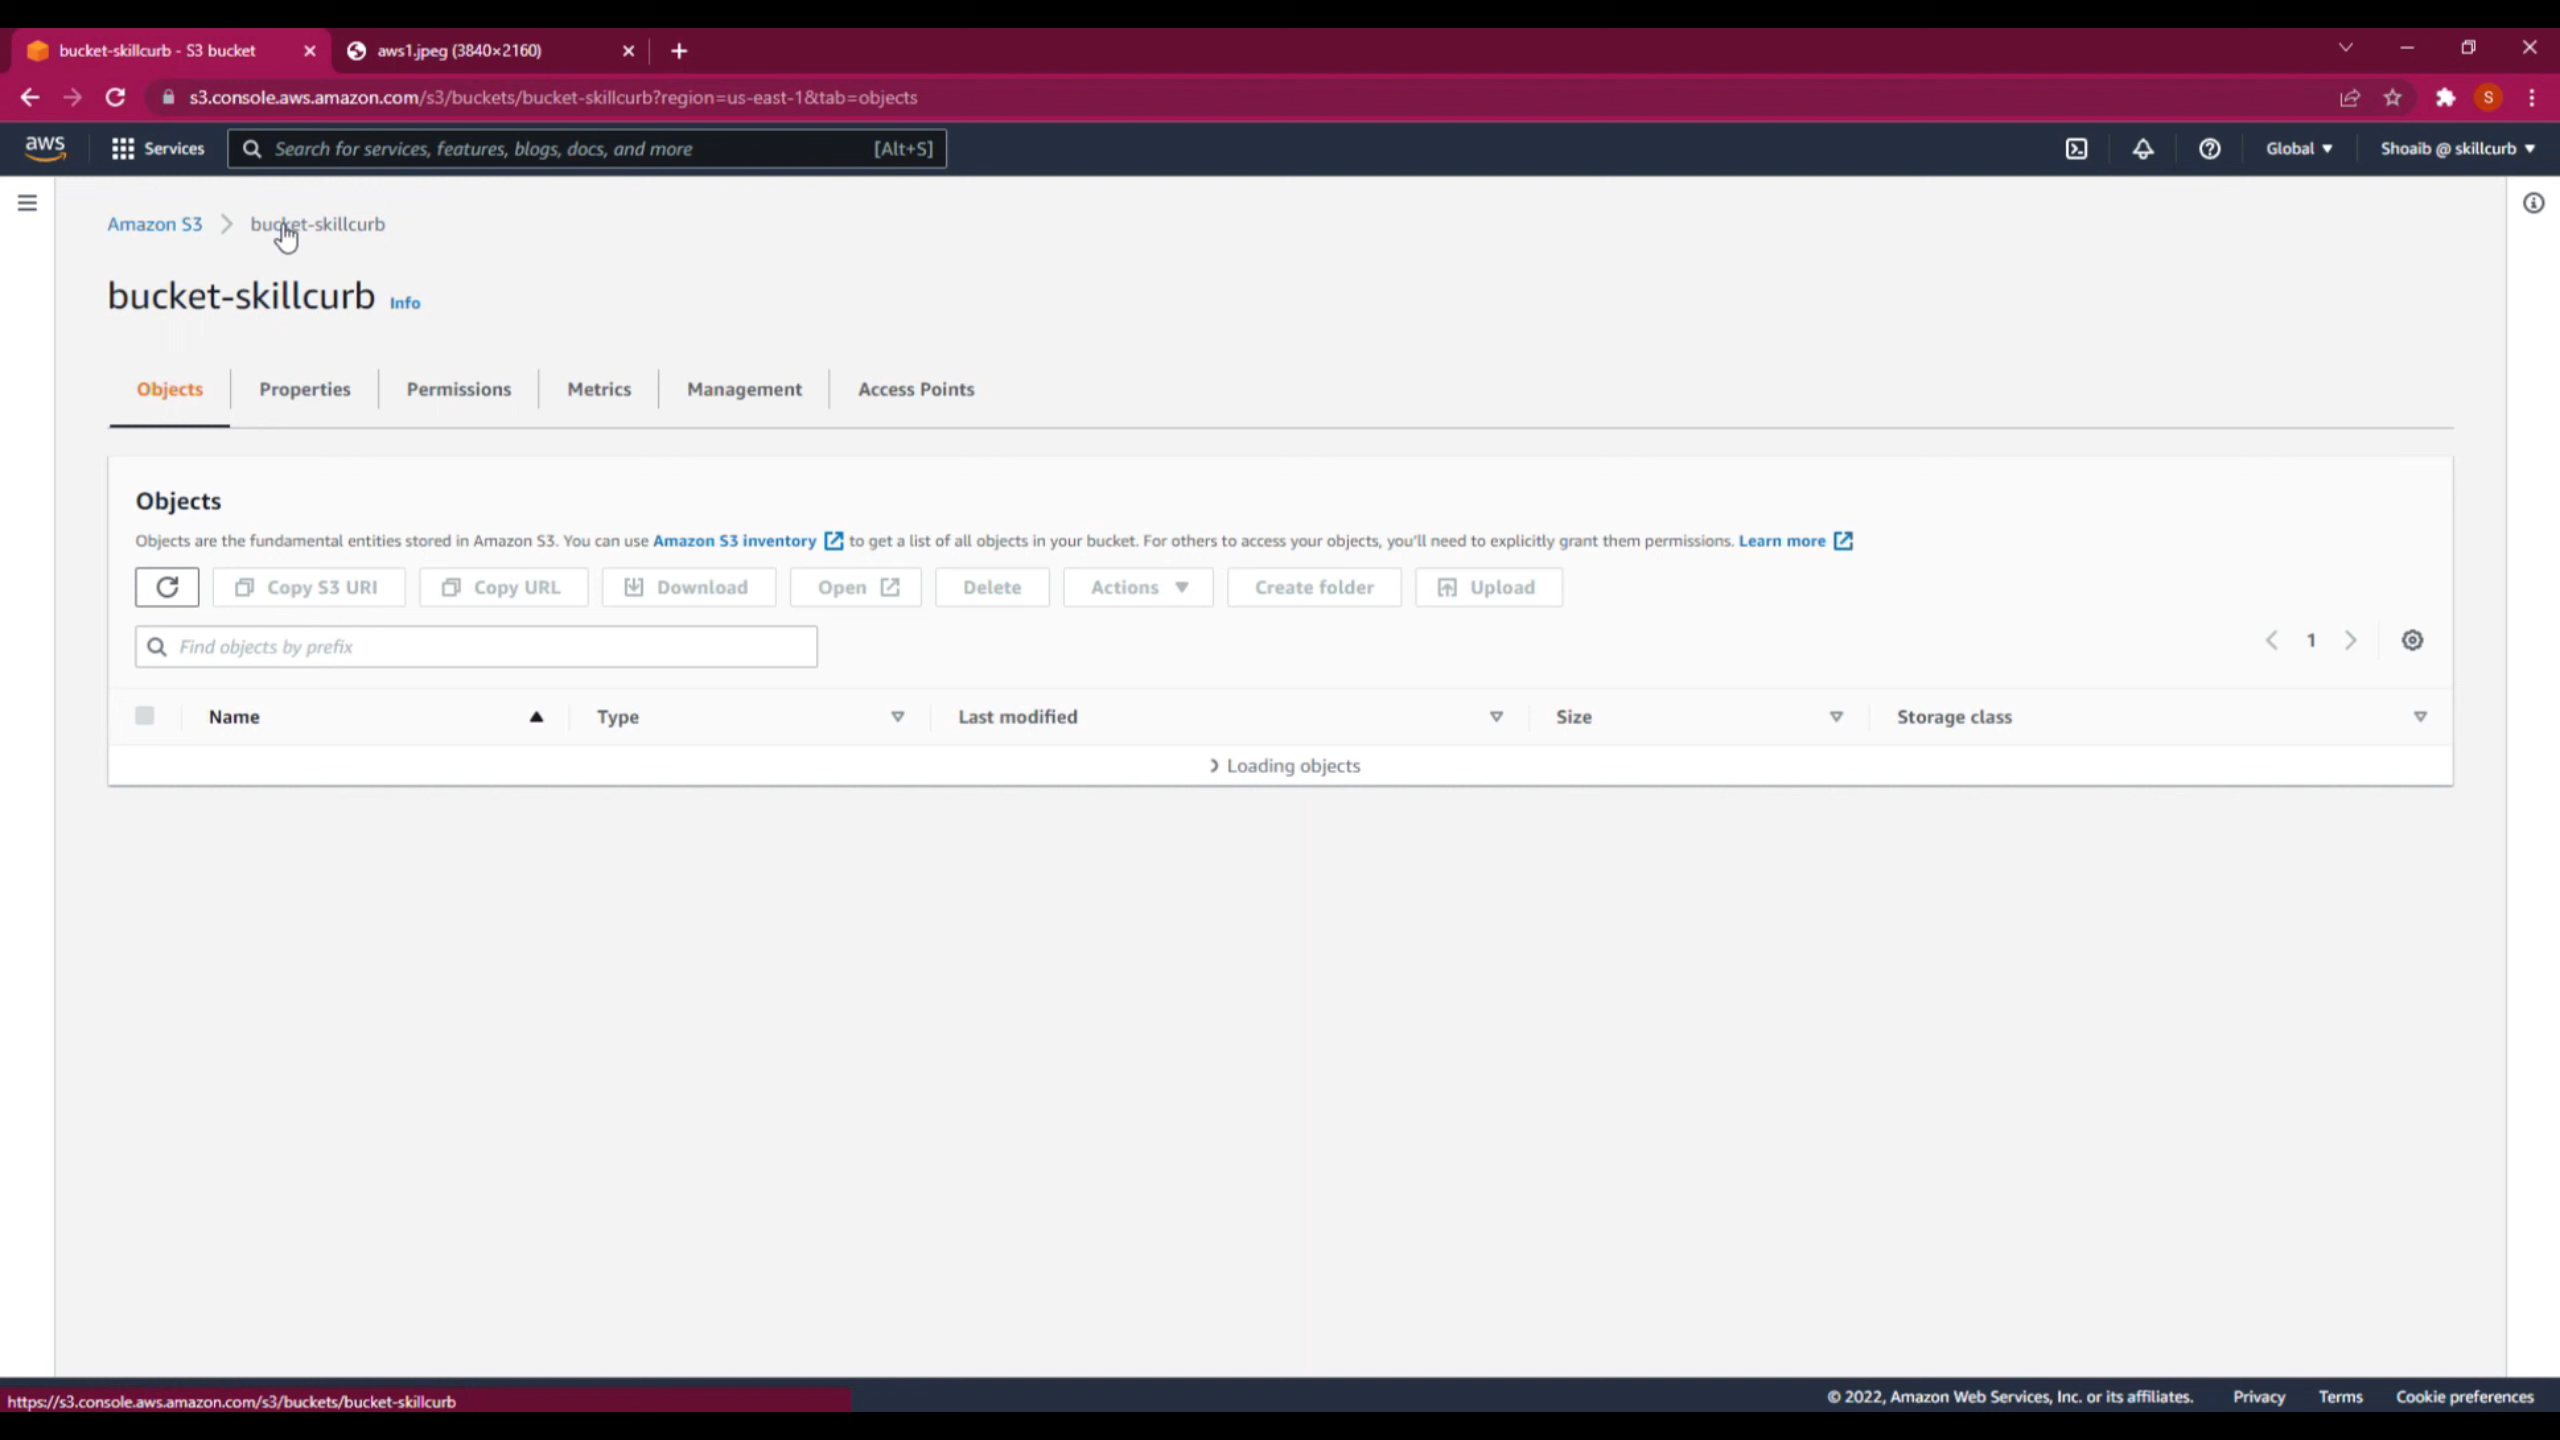 bucket-skillcurb - S3 bucket
aws1.jpeg (3840×2160)
s3.console.aws.amazon.com/s3/buckets/bucket-skillcurb?region=us-east-1&tab=objects
S
aws
Services
Search for services, features, blogs, docs, and more
[Alt+S]
Global
Shoaib @ skillcurb
Amazon S3
bucket-skillcurb
bucket-skillcurb
Info
Objects
Properties
Permissions
Metrics
Management
Access Points
Objects
Objects are the fundamental entities stored in Amazon S3. You can use Amazon S3 inventory to get a list of all objects in your bucket. For others to access your objects, you'll need to explicitly grant them permissions. Learn more
Copy S3 URI
Copy URL
Download
Open
Delete
Actions
Create folder
Upload
Find objects by prefix
1
Name
Type
Last modified
Size
Storage class
Loading objects
https://s3.console.aws.amazon.com/s3/buckets/bucket-skillcurb
© 2022, Amazon Web Services, Inc. or its affiliates.
Privacy
Terms
Cookie preferences